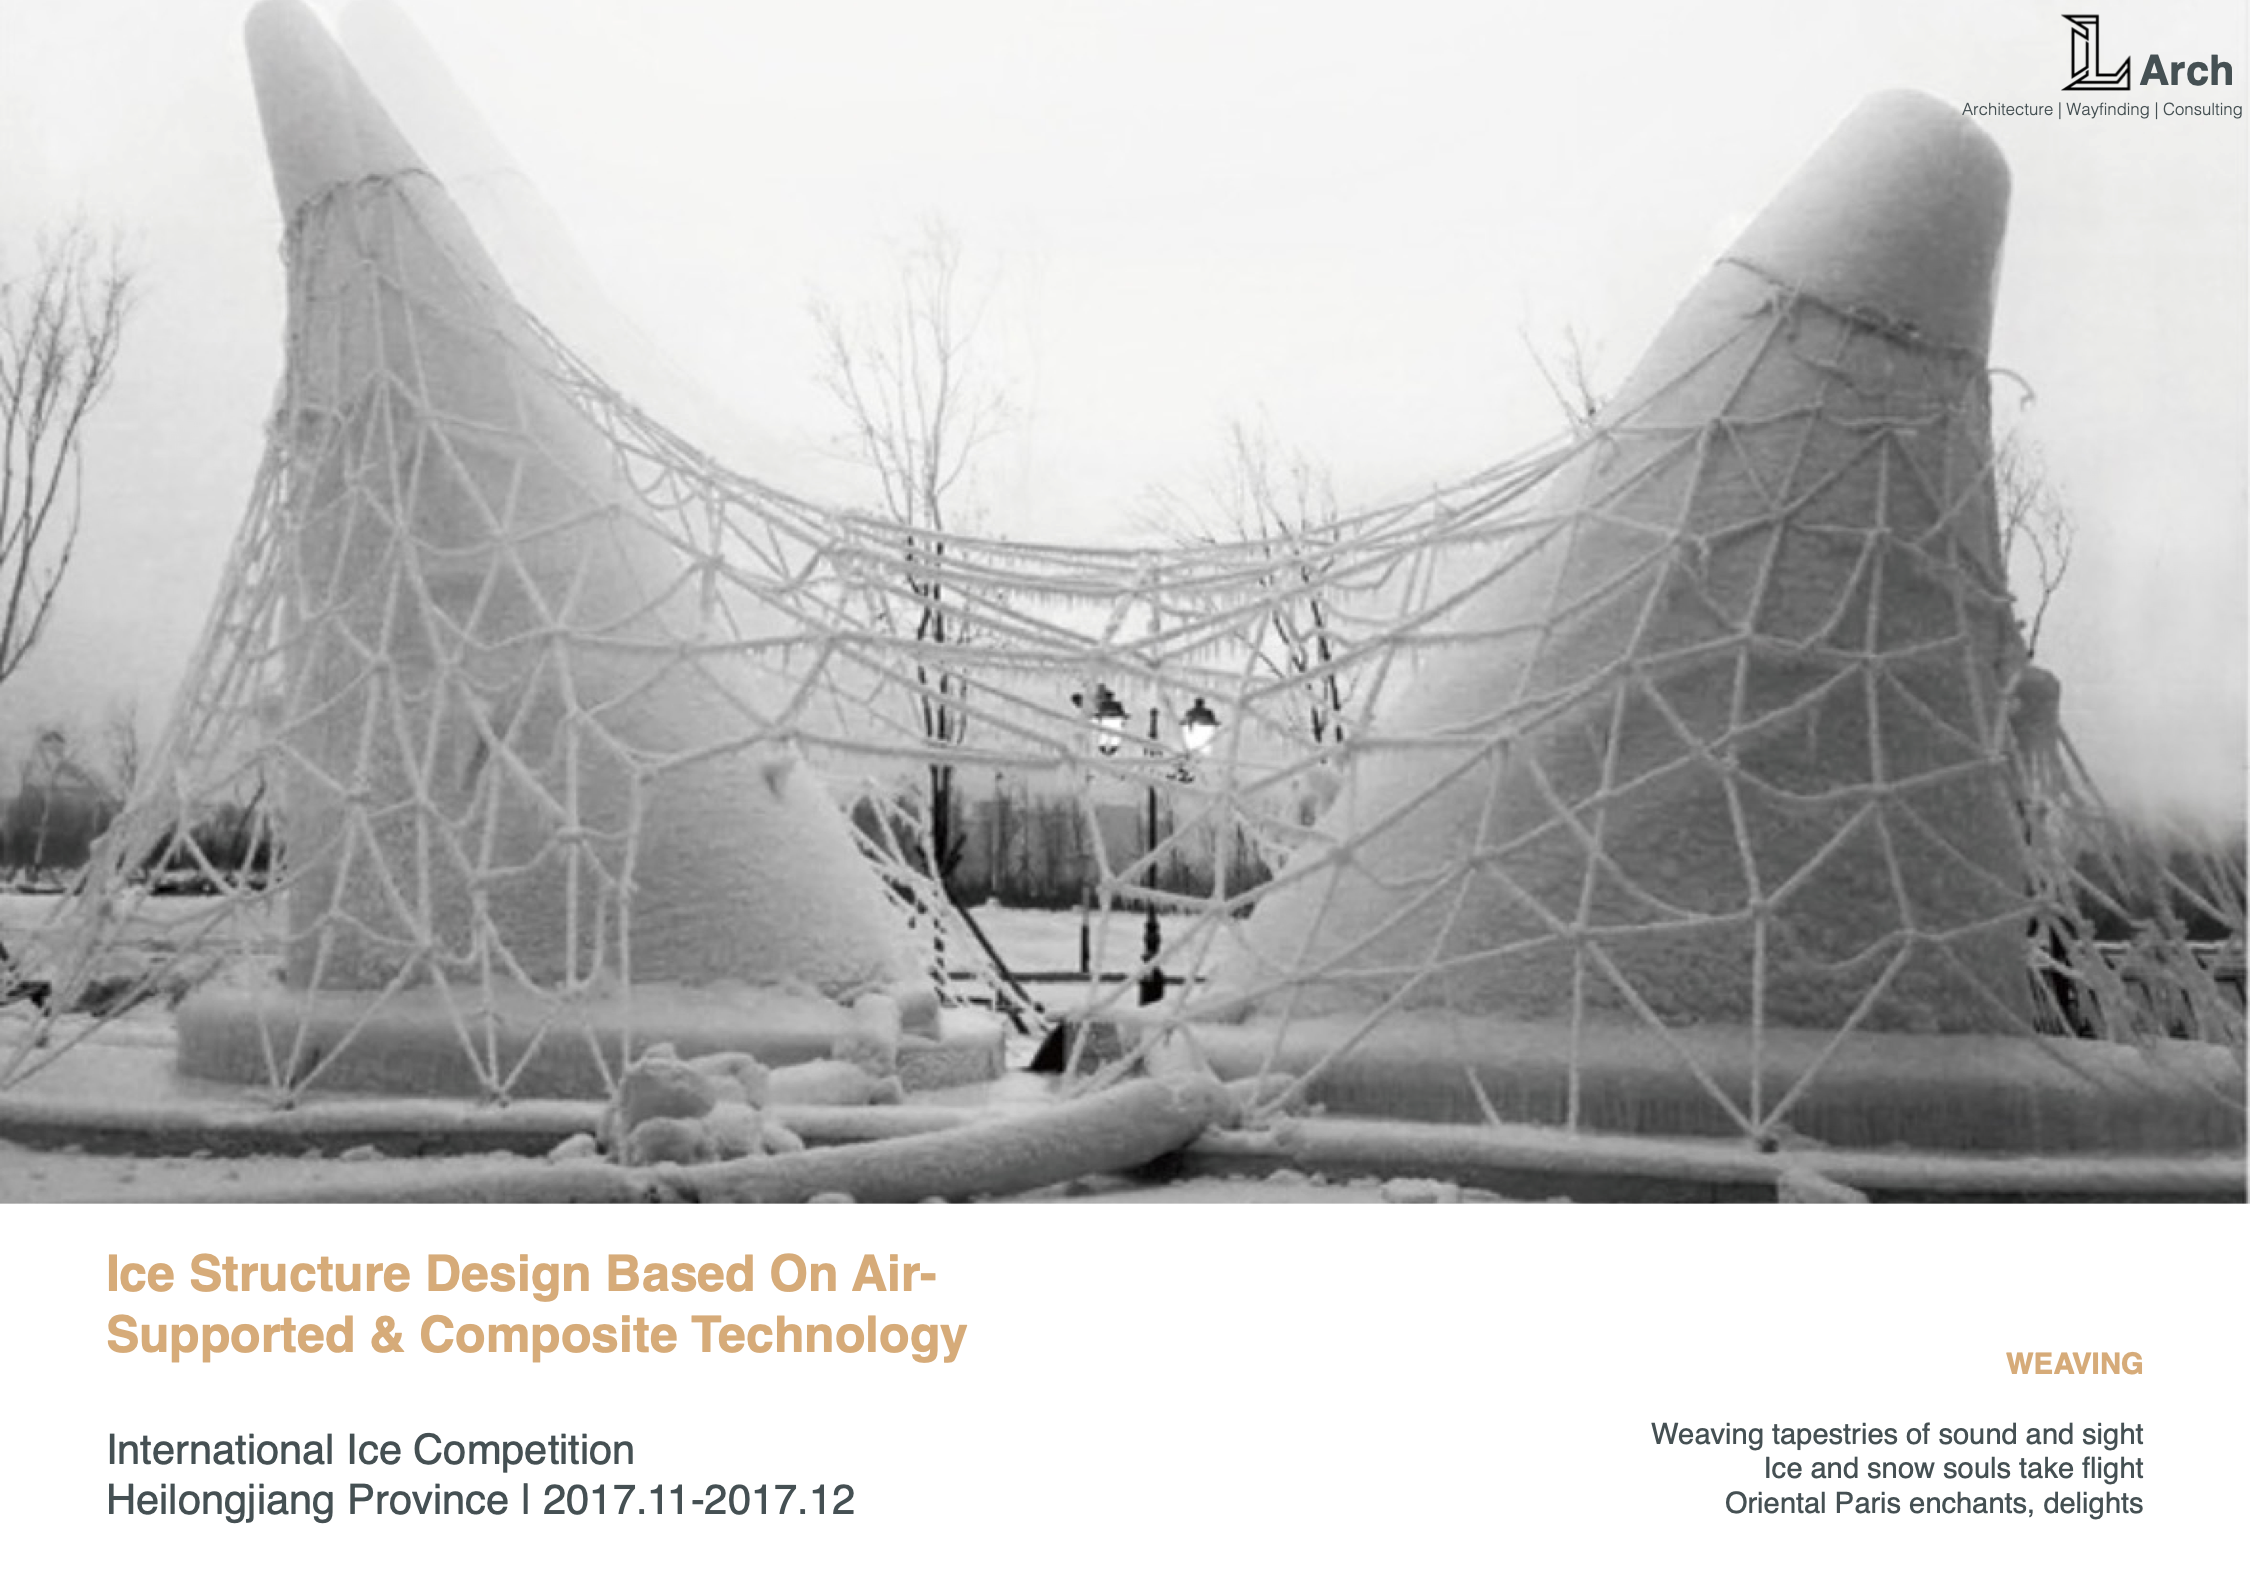 L Arch
Architecture | Wayfinding | Consulting
Ice Structure Design Based On Air-
Supported & Composite Technology
International Ice Competition
Heilongjiang Province | 2017.11-2017.12
WEAVING
Weaving tapestries of sound and sight
Ice and snow souls take flight
Oriental Paris enchants, delights